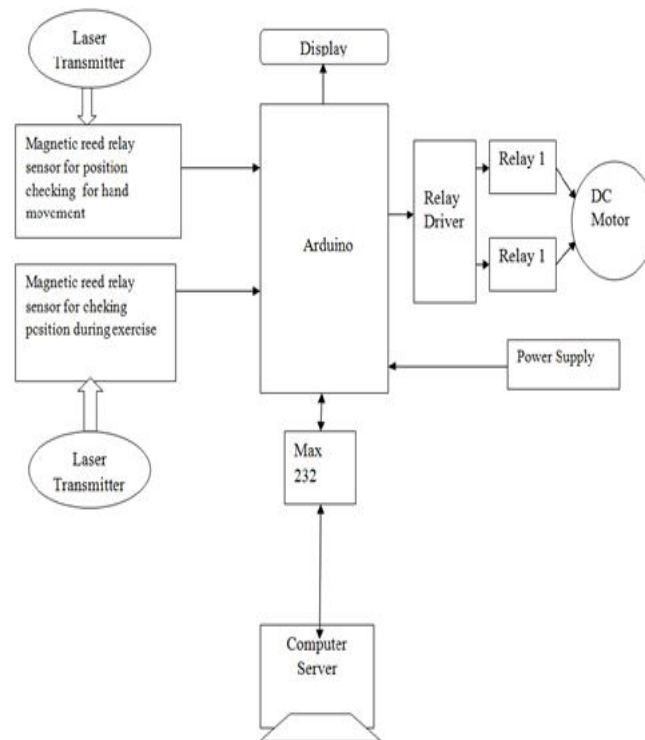 Laser
Transmitter
Display
Magnetic reed relay
sensor for position
checking for hand
movement
Arduino
Relay
Driver
Relay 1
DC
Motor
Relay 1
Magnetic reed relay
sensor for cheking
position during exercise
Power Supply
Laser
Transmitter
Max
232
Computer
Server